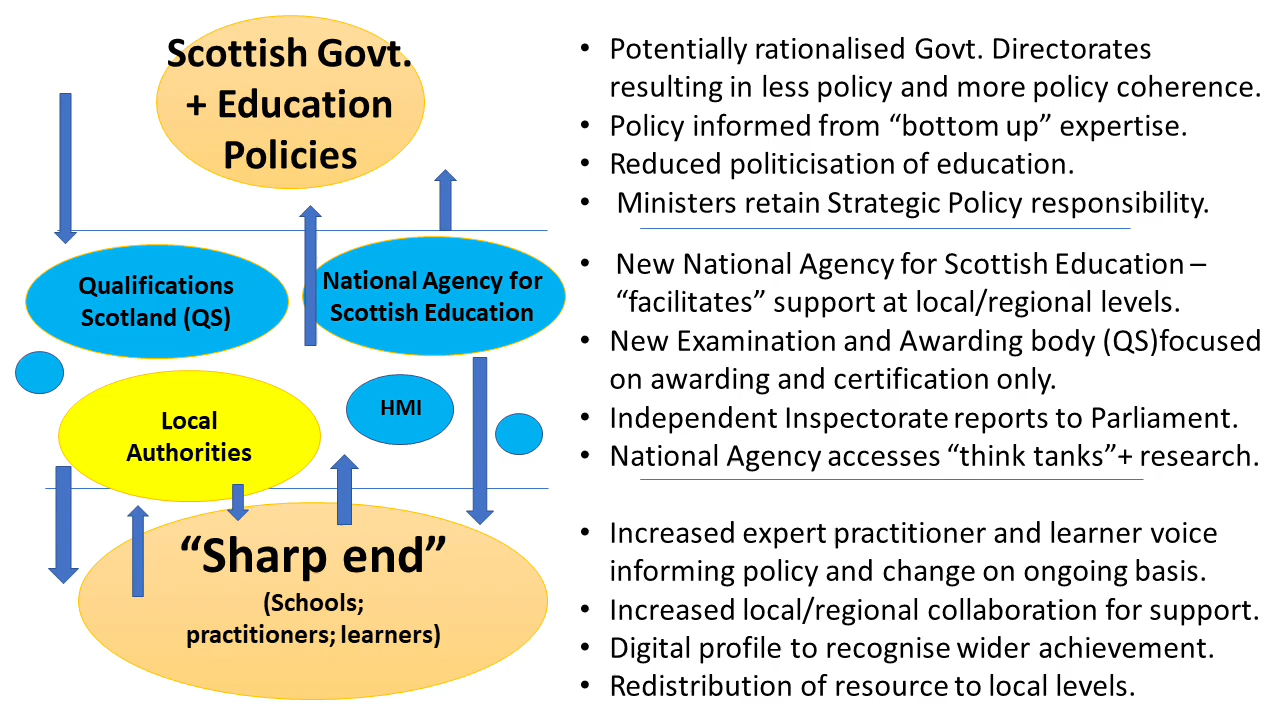 Scottish Govt.
+ Education
Policies
Qualifications
Scotland (QS)
National Agency for
Scottish Education
Local
Authorities
HMI
“Sharp end”
(Schools;
practitioners; learners)
• Potentially rationalised Govt. Directorates
resulting in less policy and more policy coherence.
• Policy informed from “bottom up” expertise.
• Reduced politicisation of education.
• Ministers retain Strategic Policy responsibility.
• New National Agency for Scottish Education –
“facilitates” support at local/regional levels.
• New Examination and Awarding body (QS)focused
on awarding and certification only.
• Independent Inspectorate reports to Parliament.
• National Agency accesses “think tanks”+ research.
• Increased expert practitioner and learner voice
informing policy and change on ongoing basis.
• Increased local/regional collaboration for support.
• Digital profile to recognise wider achievement.
• Redistribution of resource to local levels.